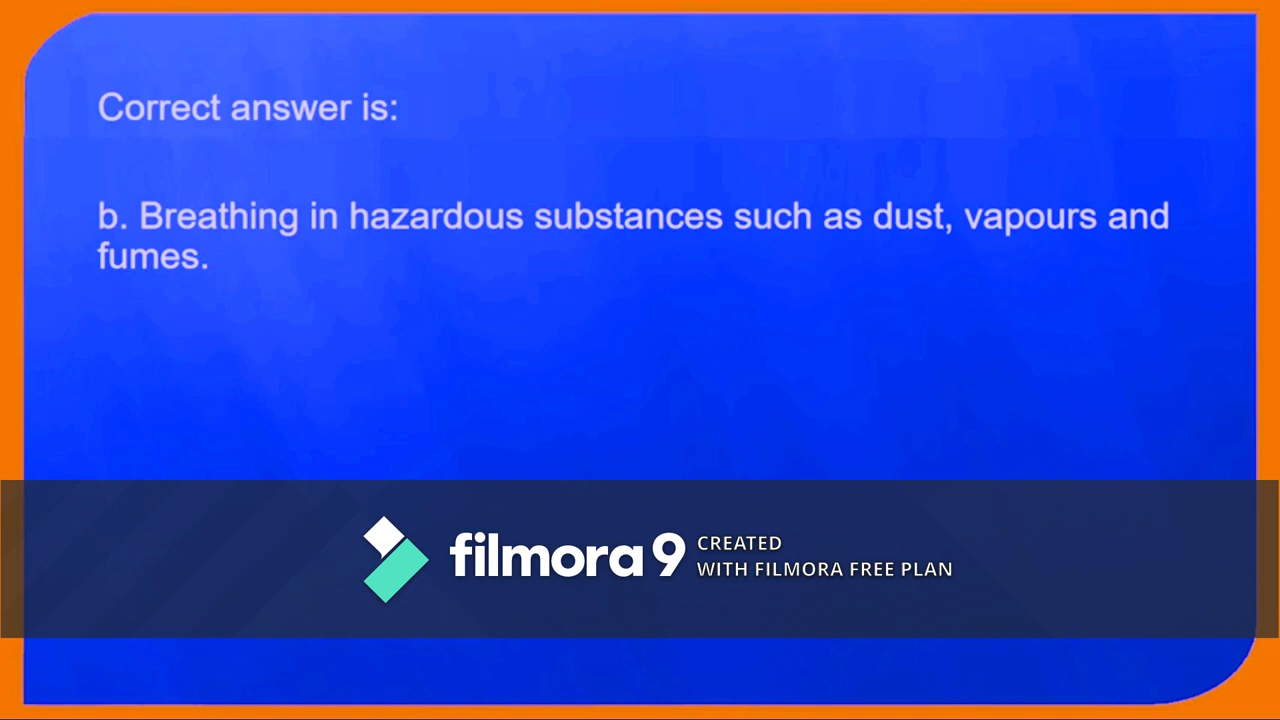 Correct answer is:
b. Breathing in hazardous substances such as dust, vapours and
fumes.
filmora 9
CREATED
WITH FILMORA FREE PLAN